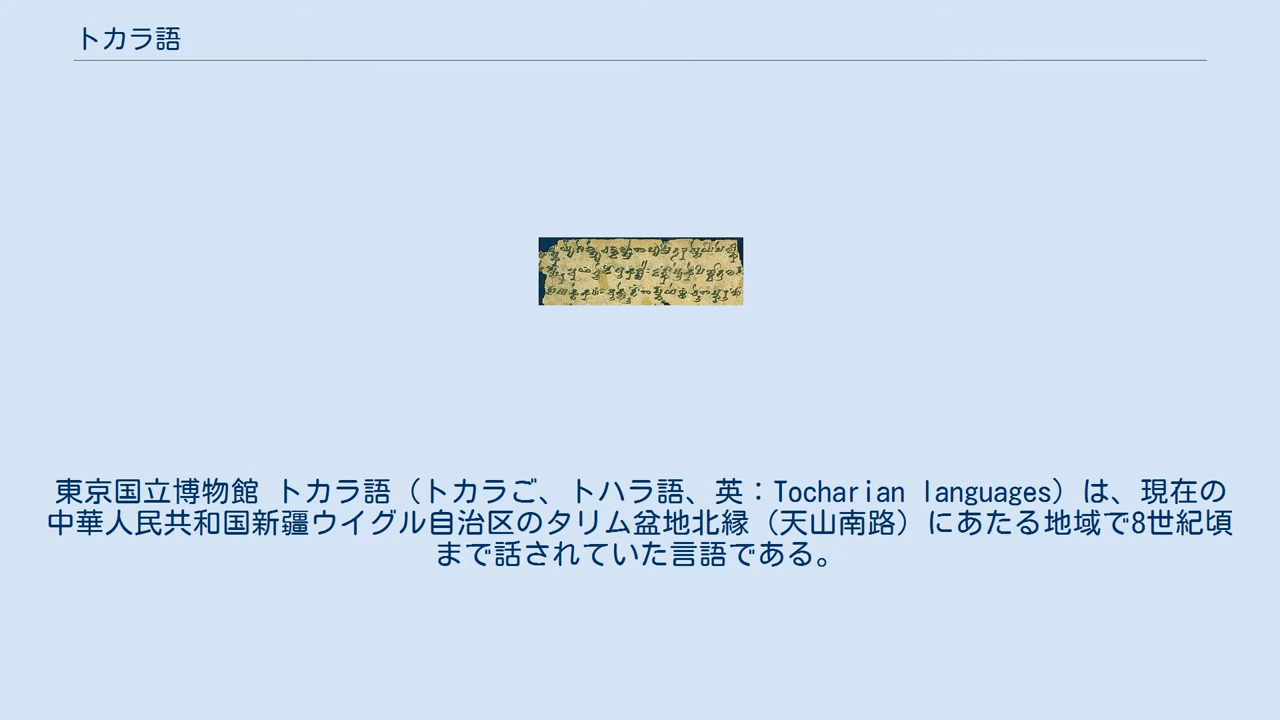 トカラ語
東京国立博物館 トカラ語（トカラご、トハラ語、英：Tocharian languages）は、現在の
中華人民共和国新疆ウイグル自治区のタリム盆地北縁（天山南路）にあたる地域で8世紀頃
まで話されていた言語である。